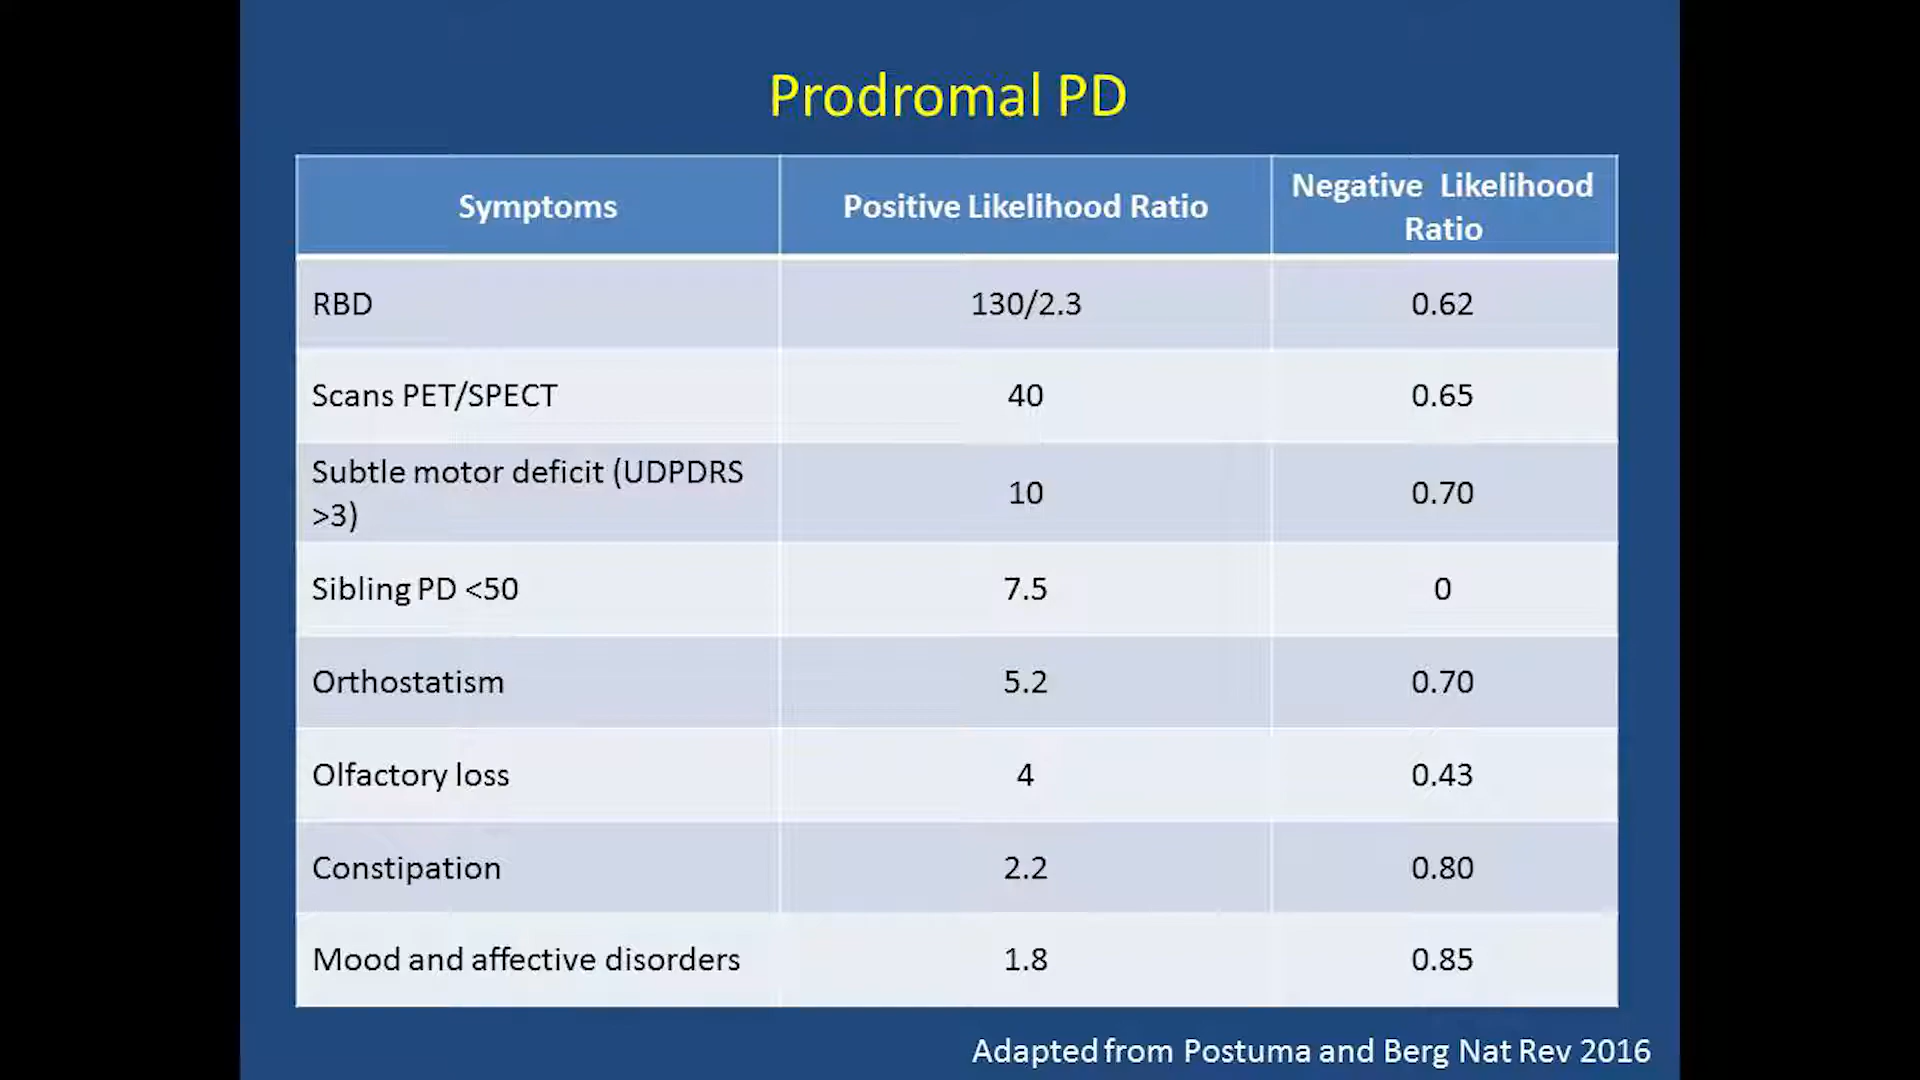 Prodromal PD
Symptoms Positive Likelihood Ratio Negative Likelihood
Ratio
RBD 130/2.3 0.62
Scans PET/SPECT 40 0.65
Subtle motor deficit (UDPDRS
>3) 10 0.70
Sibling PD <50 7.5 0
Orthostatism 5.2 0.70
Olfactory loss 4 0.43
Constipation 2.2 0.80
Mood and affective disorders 1.8 0.85
Adapted from Postuma and Berg Nat Rev 2016